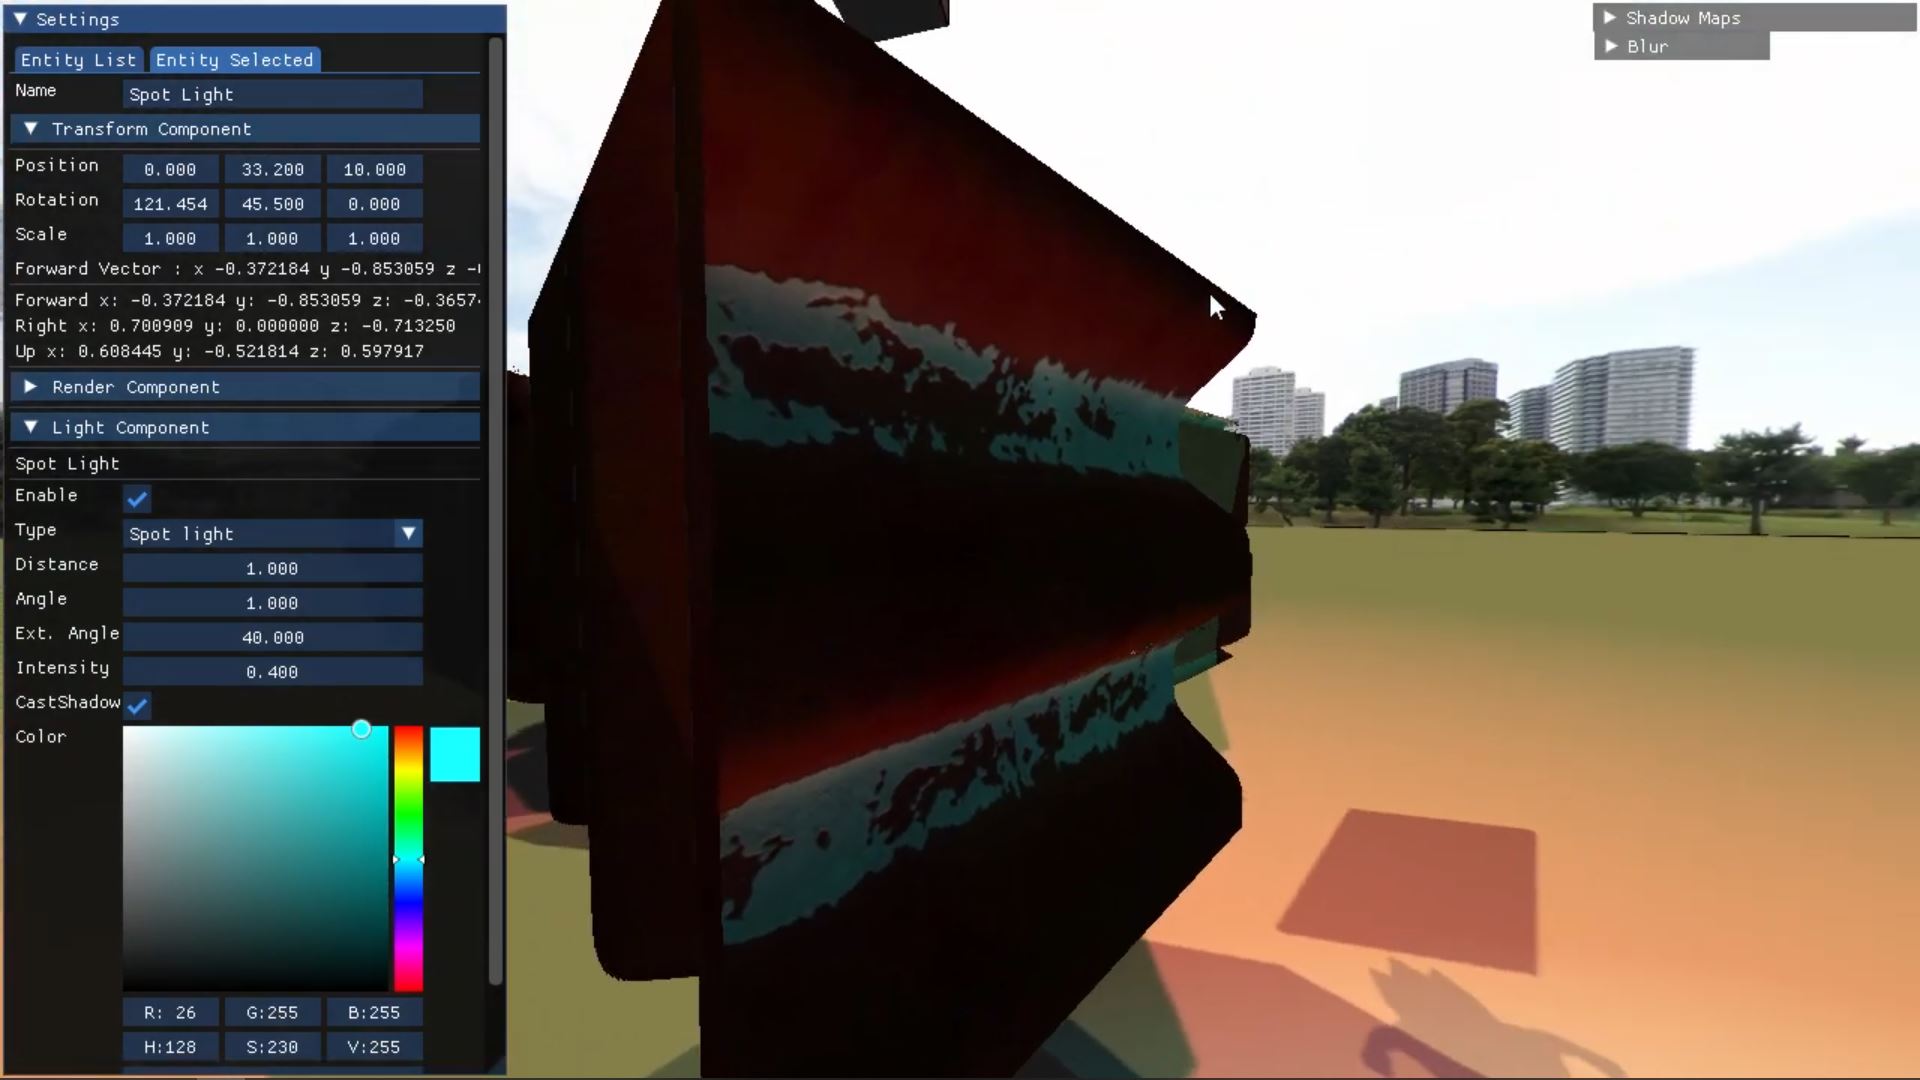 Settings
Entity List Entity Selected
Name Spot Light
Transform Component
Position 0.000 33.200 10.000
Rotation 121.454 45.500 0.000
Scale 1.000 1.000 1.000
Forward Vector : x -0.372184 y -0.853059 z -
Forward x: -0.372184 y: -0.853059 z: -0.3657
Right x: 0.700909 y: 0.000000 z: -0.713250
Up x: 0.608445 y: -0.521814 z: 0.597917
Render Component
Light Component
Spot Light
Enable
Type Spot light
Distance 1.000
Angle 1.000
Ext. Angle 40.000
Intensity 0.400
CastShadow
Color
R: 26 G:255 B:255
H:128 S:230 V:255
Shadow Maps
Blur